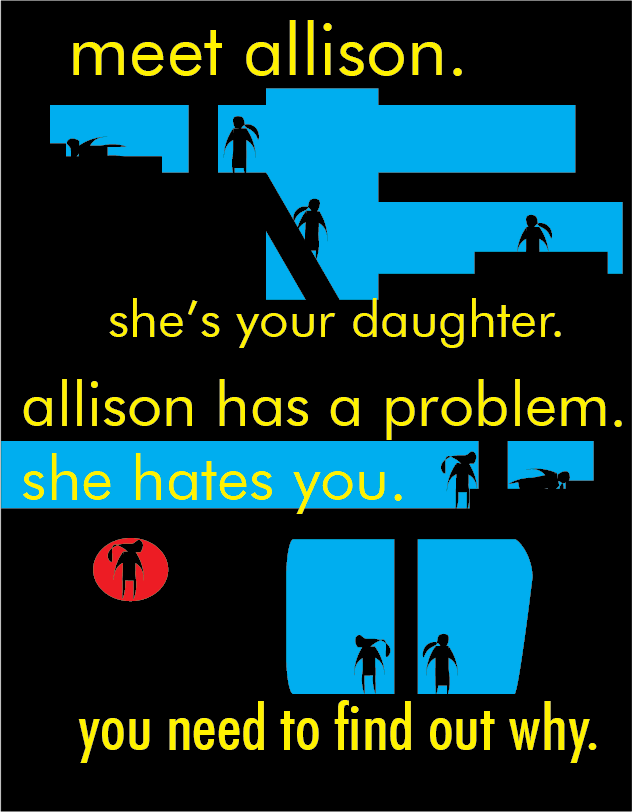 meet allison.
she's your daughter.
allison has a problem.
she hates you.
you need to find out why.